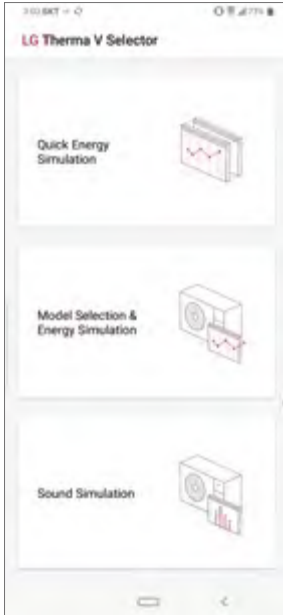 LG Therma V Selector
Quick Energy
Simulation
Model Selection &
Energy Simulation
Sound Simulation